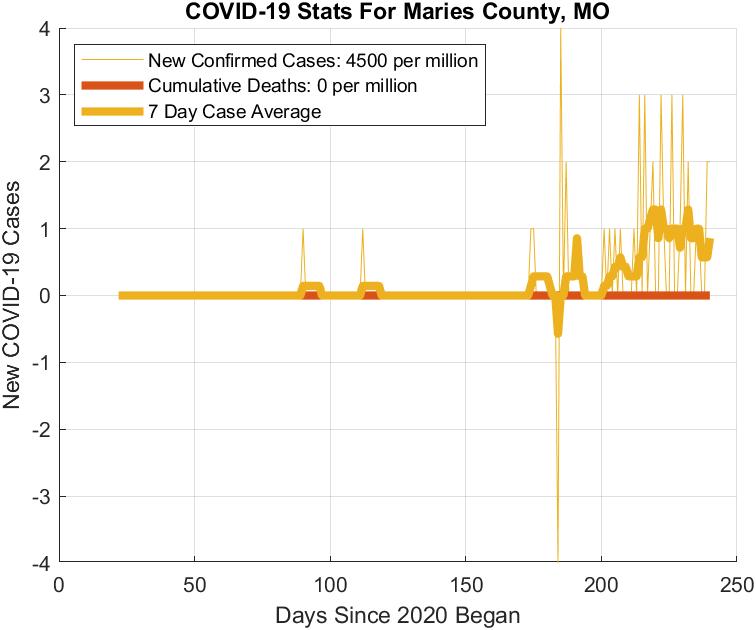 COVID-19 Stats For Maries County, MO
New Confirmed Cases: 4500 per million
Cumulative Deaths: 0 per million
7 Day Case Average
New COVID-19 Cases
4
3
2
1
0
-1
-2
-3
-4
0 50 100 150 200 250
Days Since 2020 Began